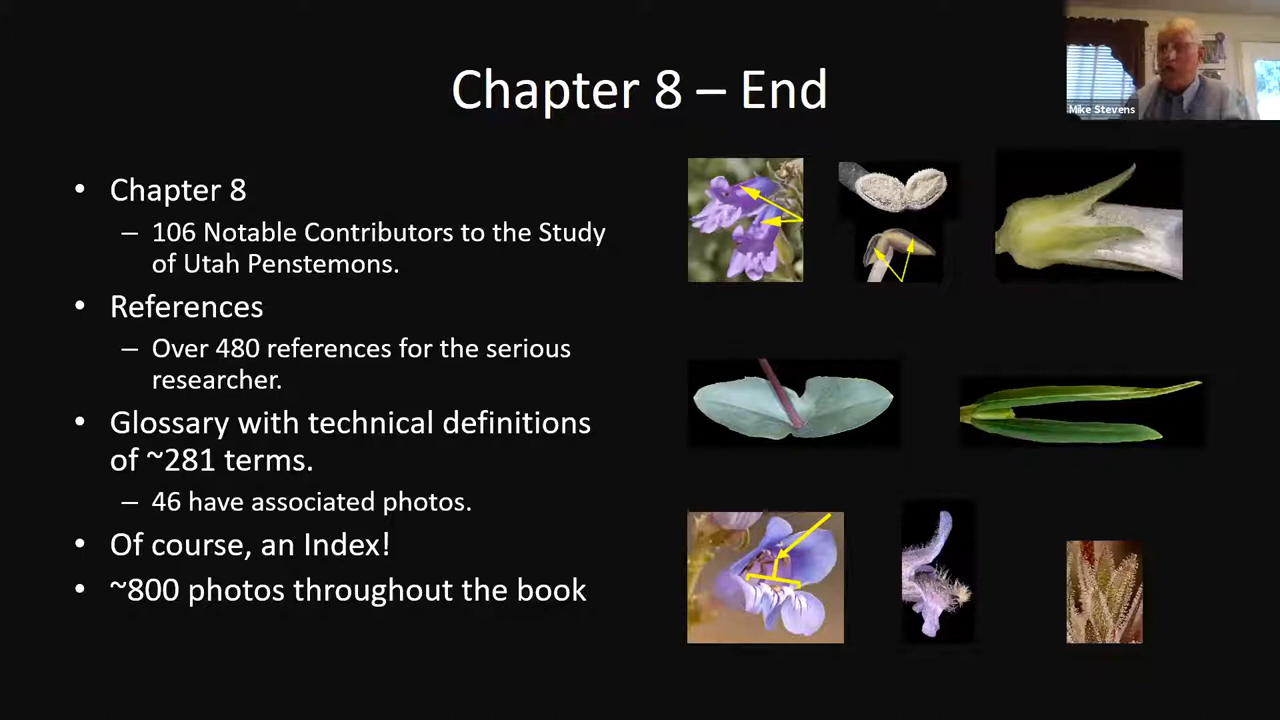 Chapter 8 – End
Mike Stevens
• Chapter 8
– 106 Notable Contributors to the Study
of Utah Penstemons.
• References
– Over 480 references for the serious
researcher.
• Glossary with technical definitions
of ~281 terms.
– 46 have associated photos.
• Of course, an Index!
• ~800 photos throughout the book